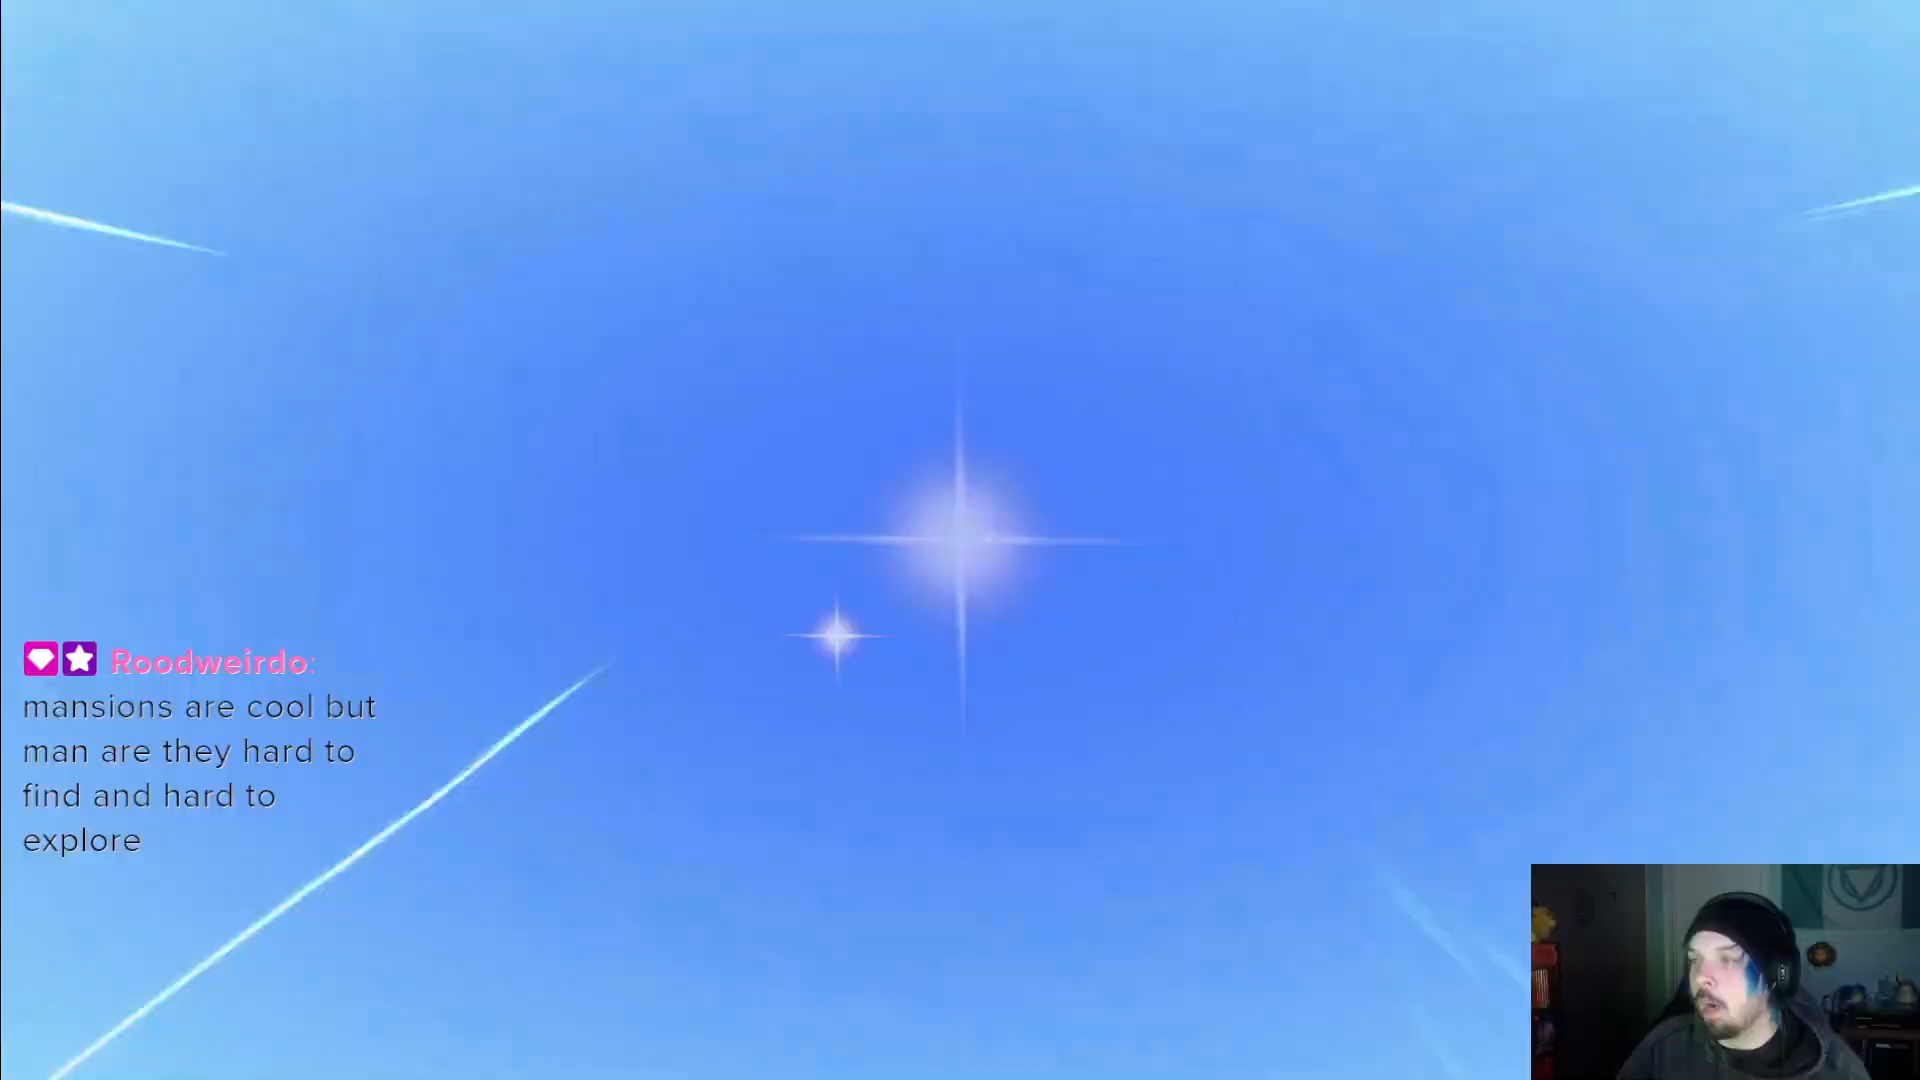 Roodweirdo:
mansions are cool but
man are they hard to
find and hard to
explore